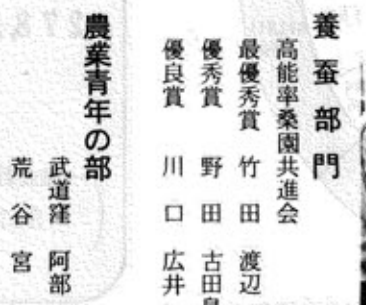 養蚕部門
高能率桑園共進会
最優秀賞 竹田 渡辺
優秀賞 野田 古田
優良賞 川口 広井
農業青年の部
武道窪 阿部
荒谷 宮